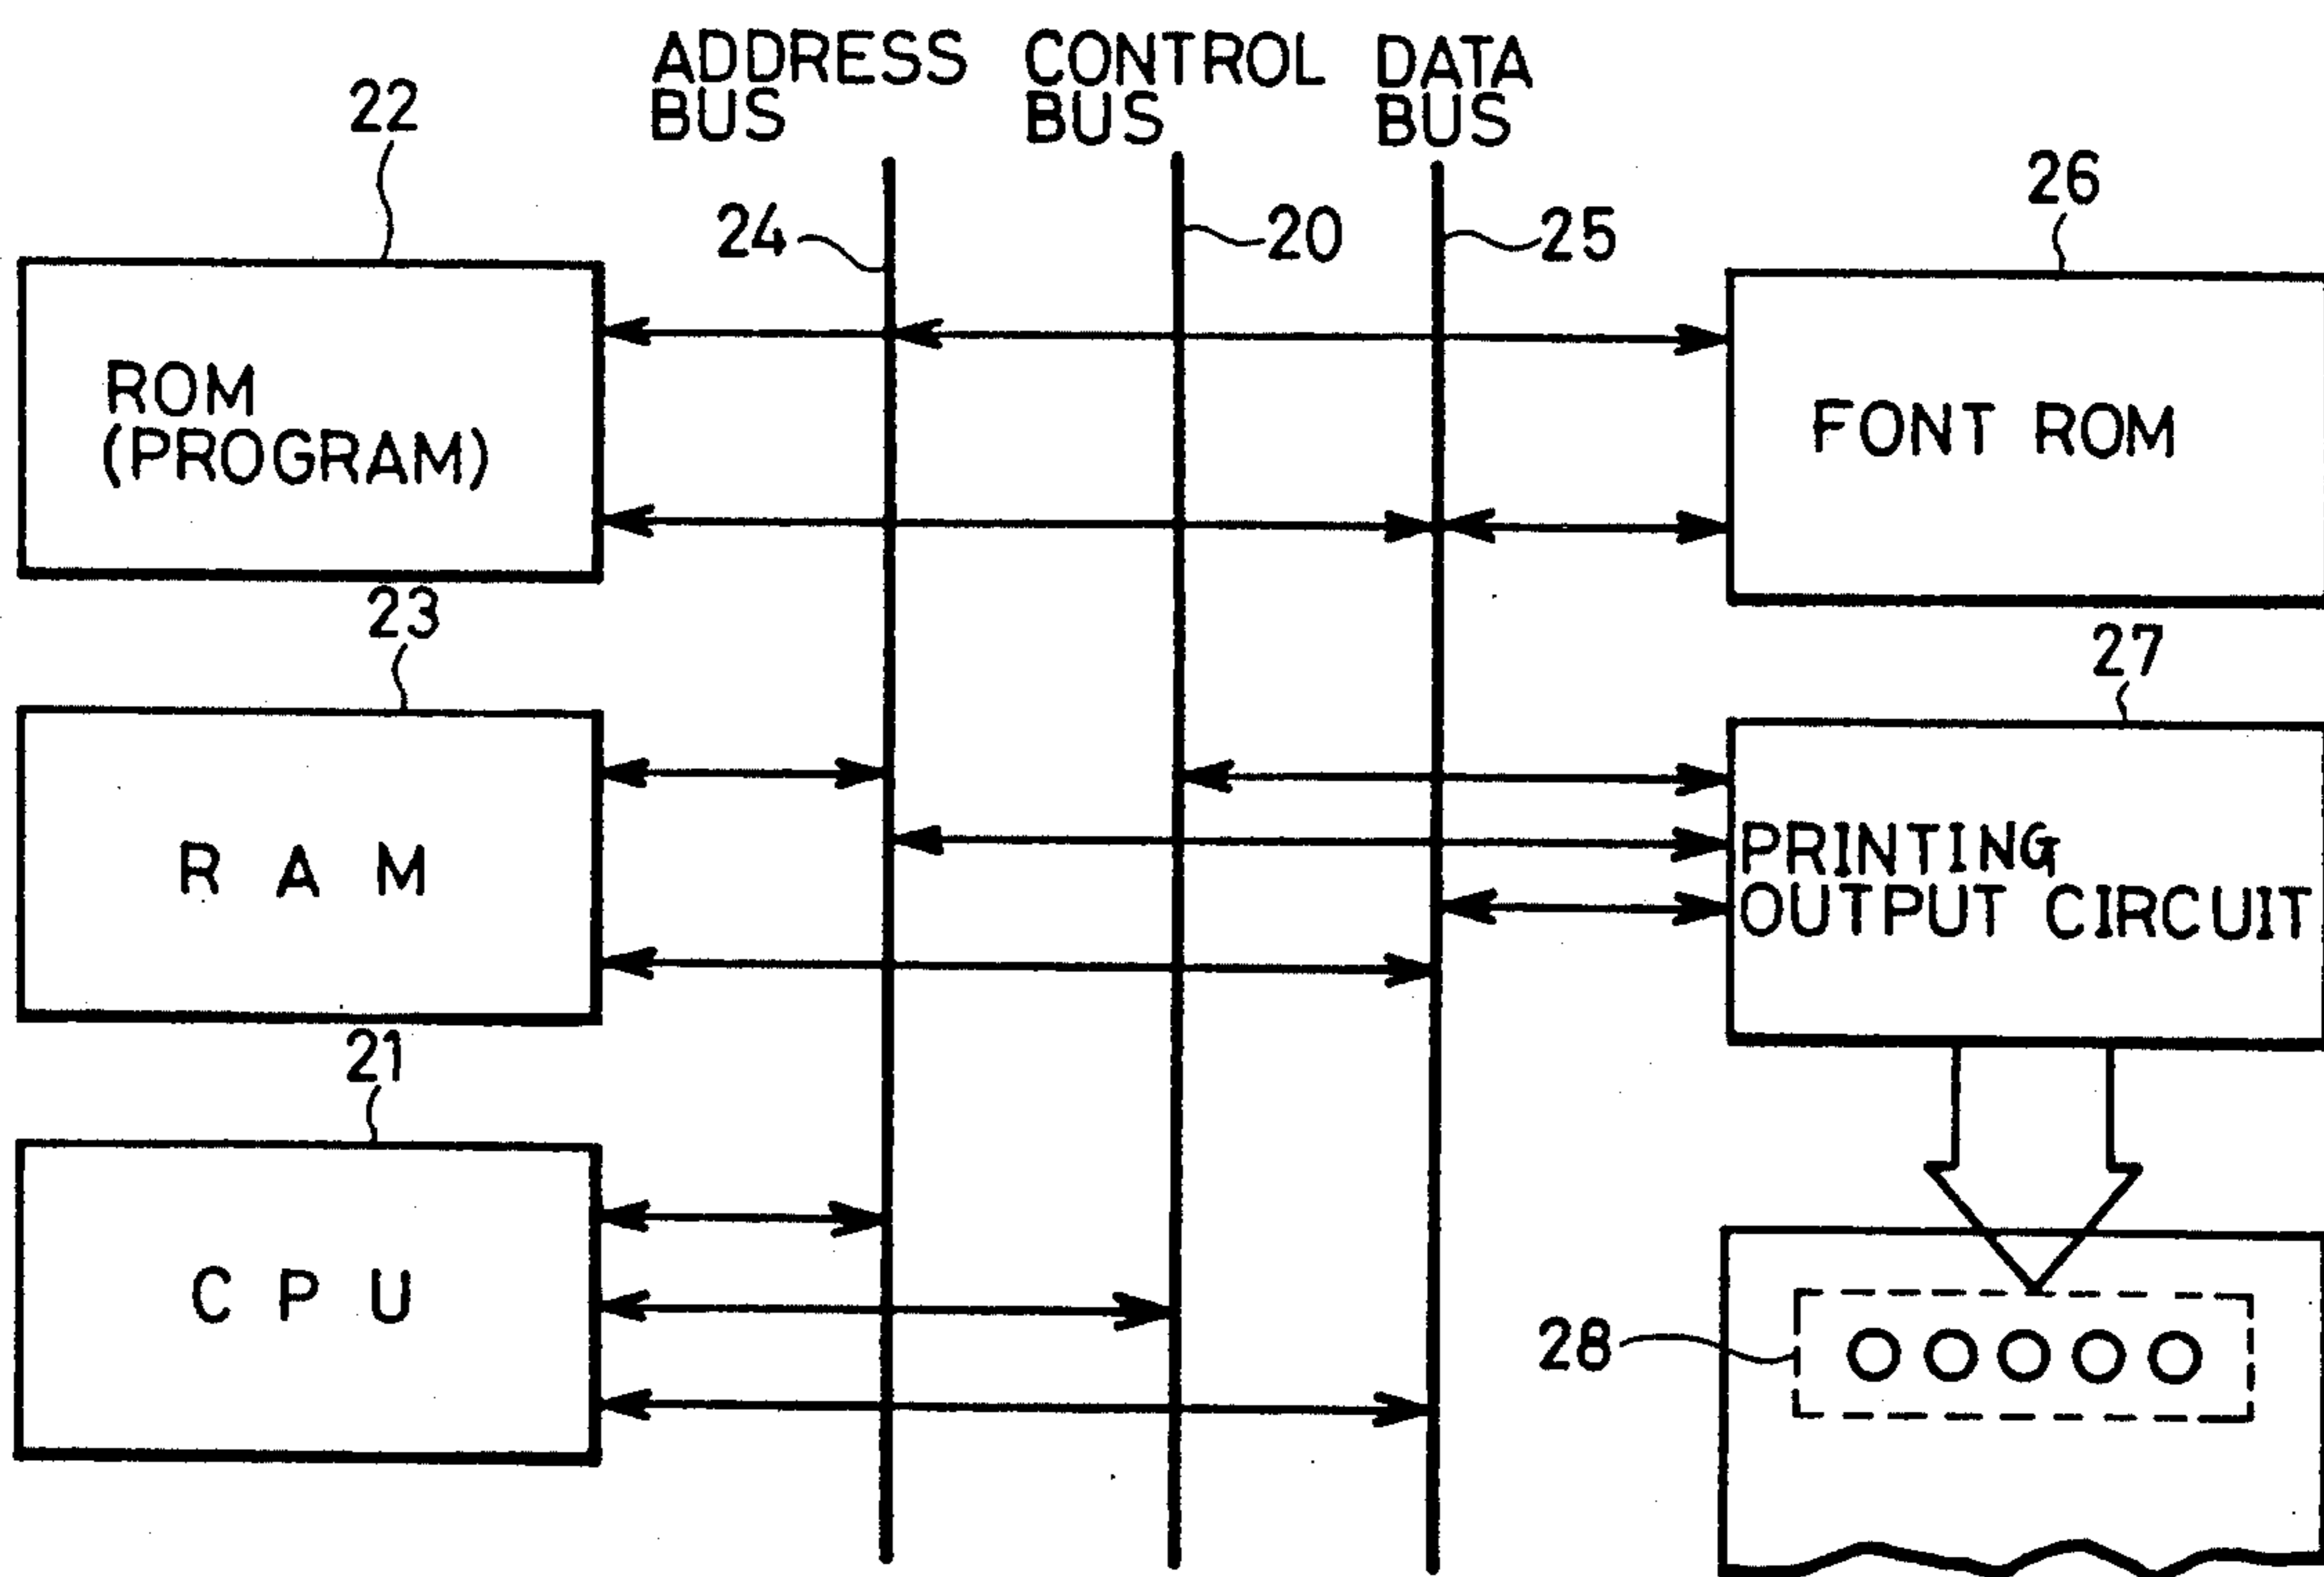 ADDRESS BUS
CONTROL BUS
DATA BUS
22
24
20
25
26
ROM
(PROGRAM)
FONT ROM
23
27
R A M
PRINTING
OUTPUT CIRCUIT
21
C P U
28
OOOOO